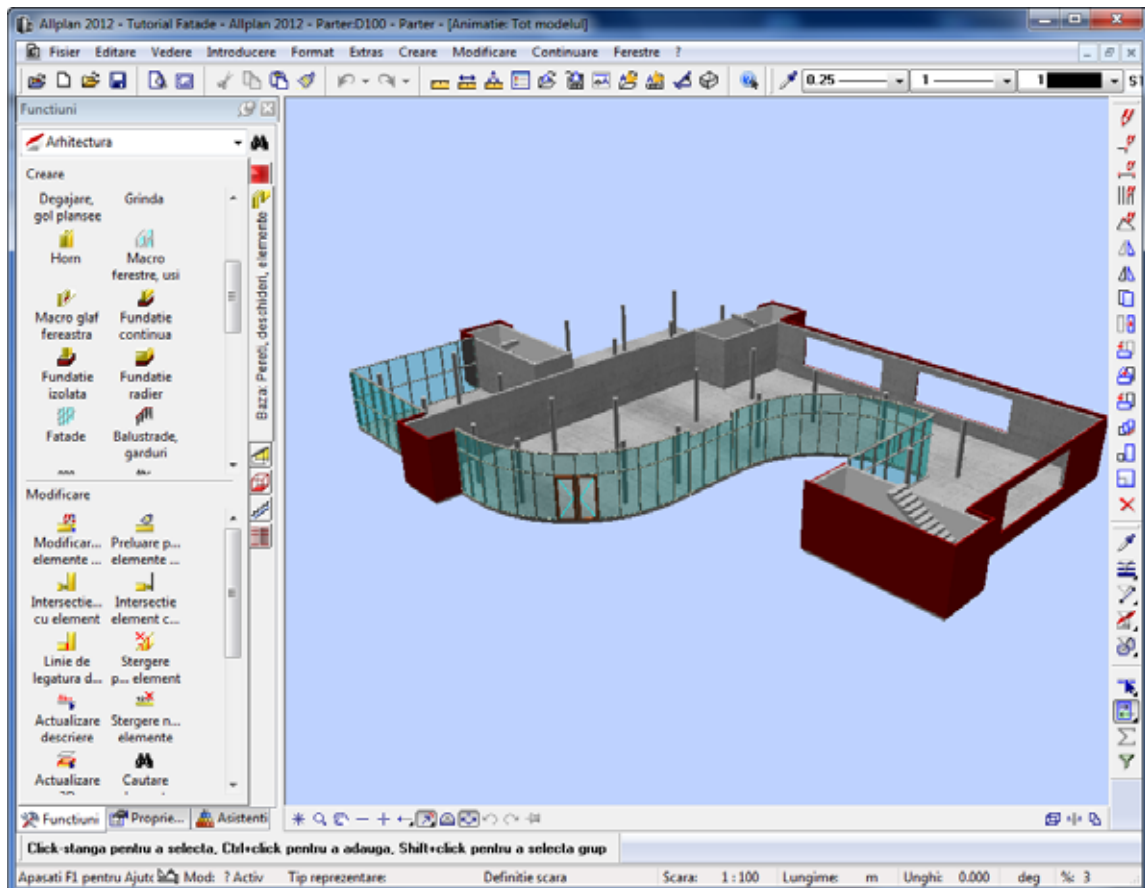 Allplan 2012 - Tutorial Fatade - Allplan 2012 - Parter:D100 - Parter - [Animatie: Tot modelul]
Fisier Editare Vedere Introducere Format Extras Creare Modificare Continuare Ferestre ?
0.25 1 1 S1
Functiuni
Arhitectura
Creare
Degajare, Grinda
gol plansee
Horn Macro
ferestre, usi
Macro glaf Fundatie
fereastra continua
Fundatie Fundatie
izolata radier
Fatade Balustrade,
garduri
Baza: Pereti, deschideri, elemente
Modificare
Modificar... Preluare p...
elemente ... elemente ...
Intersectie... Intersectie
cu element element c...
Linie de Stergere
legatura d... p... element
Actualizare Stergere n...
descriere elemente
Actualizare Cautare
Functiuni Proprie... Asistenti
Click-stanga pentru a selecta, Ctrl+click pentru a adauga, Shift+click pentru a selecta grup
Apasati F1 pentru Ajuto Mod: ? Activ Tip reprezentare: Definitie scara Scara: 1 : 100 Lungime: m Unghi: 0.000 deg %: 3